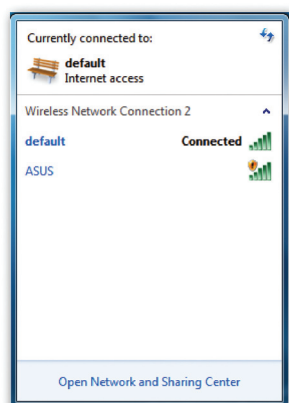 Currently connected to:
default
Internet access
Wireless Network Connection 2
default Connected
ASUS
Open Network and Sharing Center